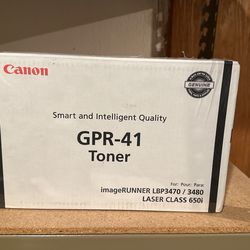 Canon
GENUINE
Smart and Intelligent Quality
GPR-41
Toner
For: Pour: Para:
imageRUNNER LBP3470 / 3480
LASER CLASS 650i